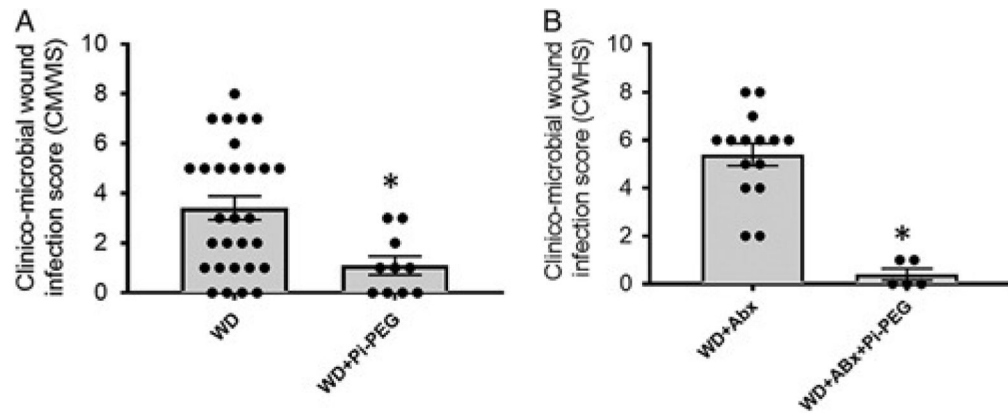 A
Clinico-microbial wound
infection score (CMWIS)
10
8
6
4
2
0
*
WD
WD+Pi-PEG
B
Clinico-microbial wound
infection score (CWHS)
10
8
6
4
2
0
*
WD+Abx
WD+ABx+Pi-PEG